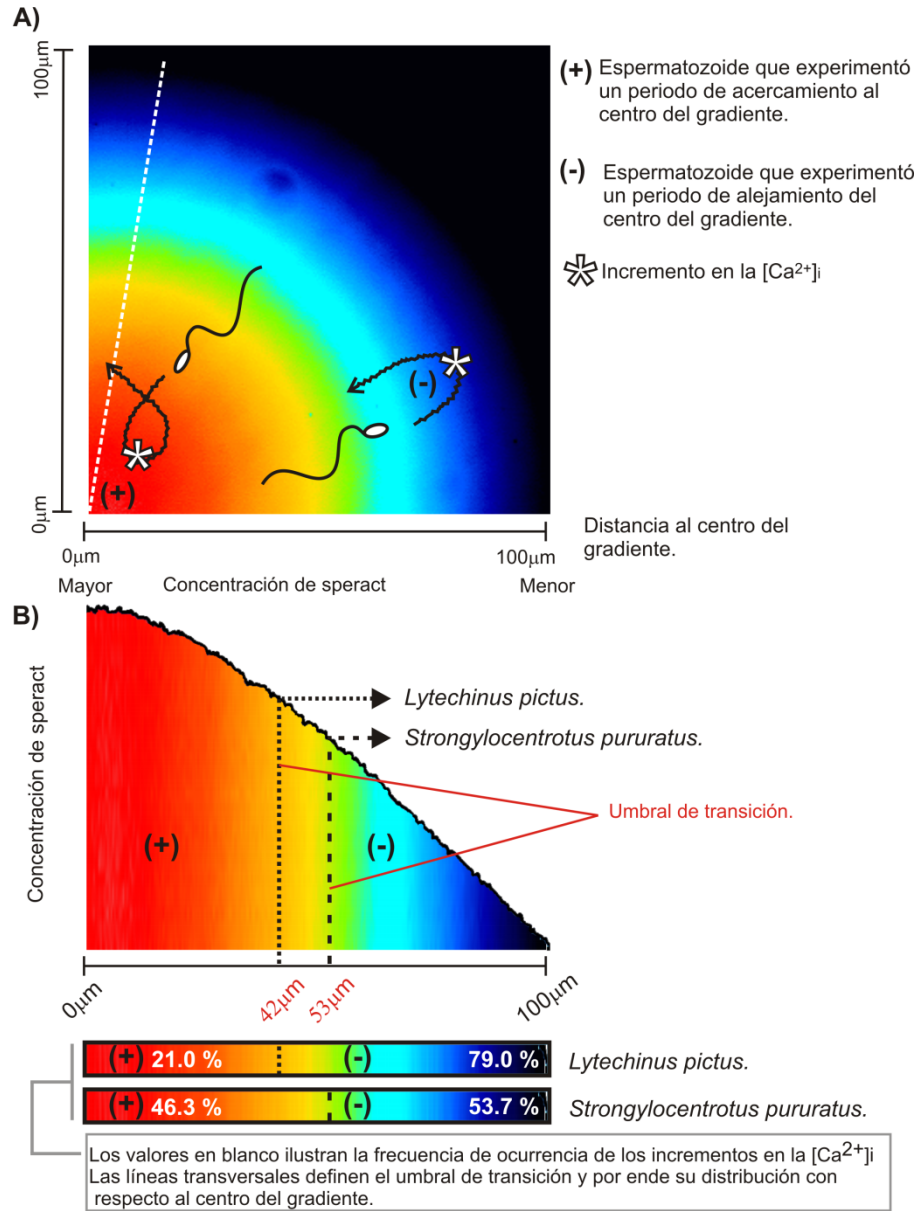 A)
100µm
0µm
(+)
(-)
(+) Espermatozoide que experimentó
un periodo de acercamiento al
centro del gradiente.
(-) Espermatozoide que experimentó
un periodo de alejamiento del
centro del gradiente.
Incremento en la [Ca²⁺]i
0µm
100µm
Distancia al centro del
gradiente.
Mayor Concentración de speract Menor
B)
Concentración de speract
Lytechinus pictus.
Strongylocentrotus pururatus.
Umbral de transición.
(+)
(-)
0µm
42µm
53µm
100µm
(+) 21.0 % (-) 79.0 % Lytechinus pictus.
(+) 46.3 % (-) 53.7 % Strongylocentrotus pururatus.
Los valores en blanco ilustran la frecuencia de ocurrencia de los incrementos en la [Ca²⁺]i
Las líneas transversales definen el umbral de transición y por ende su distribución con
respecto al centro del gradiente.